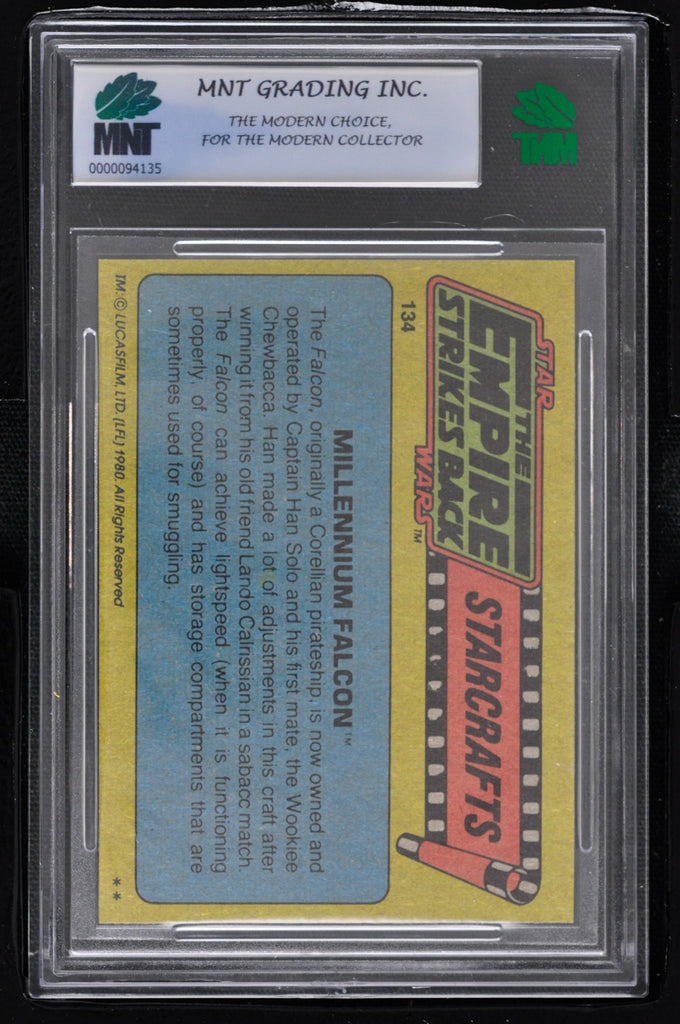 MNT GRADING INC.
THE MODERN CHOICE,
FOR THE MODERN COLLECTOR
MNT
0000094135
MNT
134
STAR
THE
EMPIRE
STRIKES BACK
WARS™
STARCRAFTS
MILLENNIUM FALCON™
The Falcon, originally a Corellian pirateship, is now owned and
operated by Captain Han Solo and his first mate, the Wookiee
Chewbacca. Han made a lot of adjustments in this craft after
winning it from his old friend Lando Calrissian in a sabacc match.
The Falcon can achieve lightspeed (when it is functioning
properly, of course) and has storage compartments that are
sometimes used for smuggling.
TM: © LUCASFILM, LTD. (LFL) 1980. All Rights Reserved
**